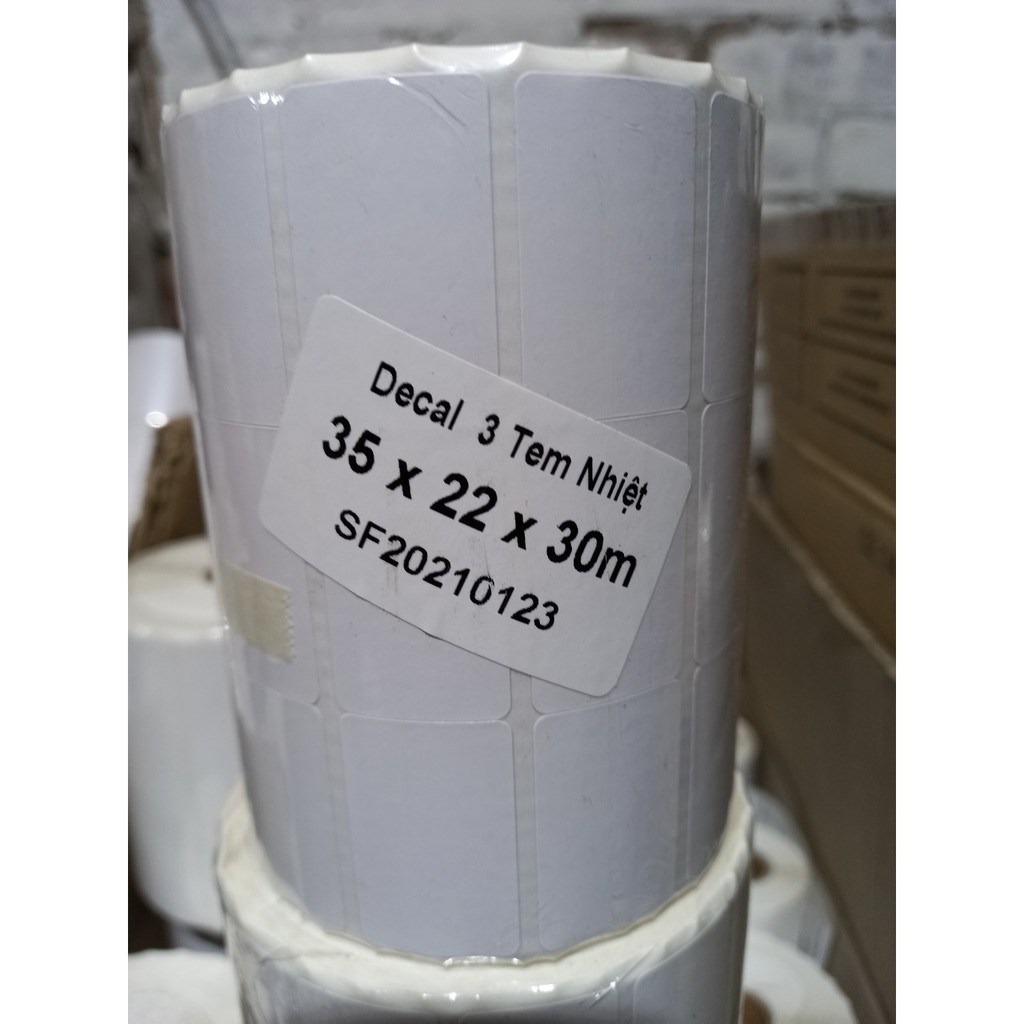 Decal 3 Tem Nhiệt
35 x 22 x 30m
SF20210123